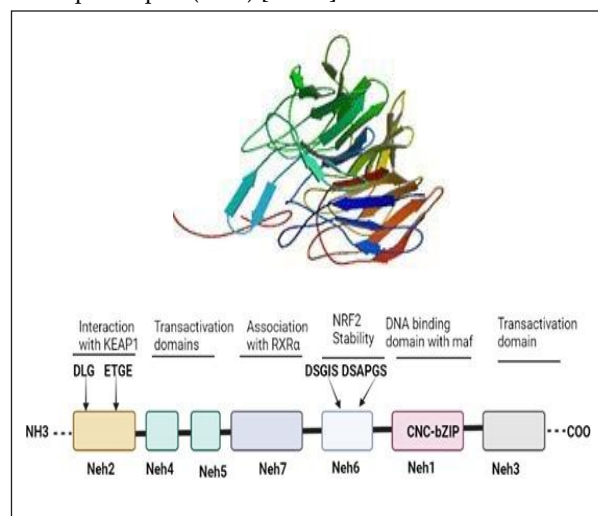 Interaction with KEAP1
Transactivation domains
Association with RXRα
NRF2 Stability
DNA binding domain with maf
Transactivation domain
DLG ETGE
DSGIS DSAPGS
NH3
CNC-bZIP
COO
Neh2
Neh4
Neh5
Neh7
Neh6
Neh1
Neh3